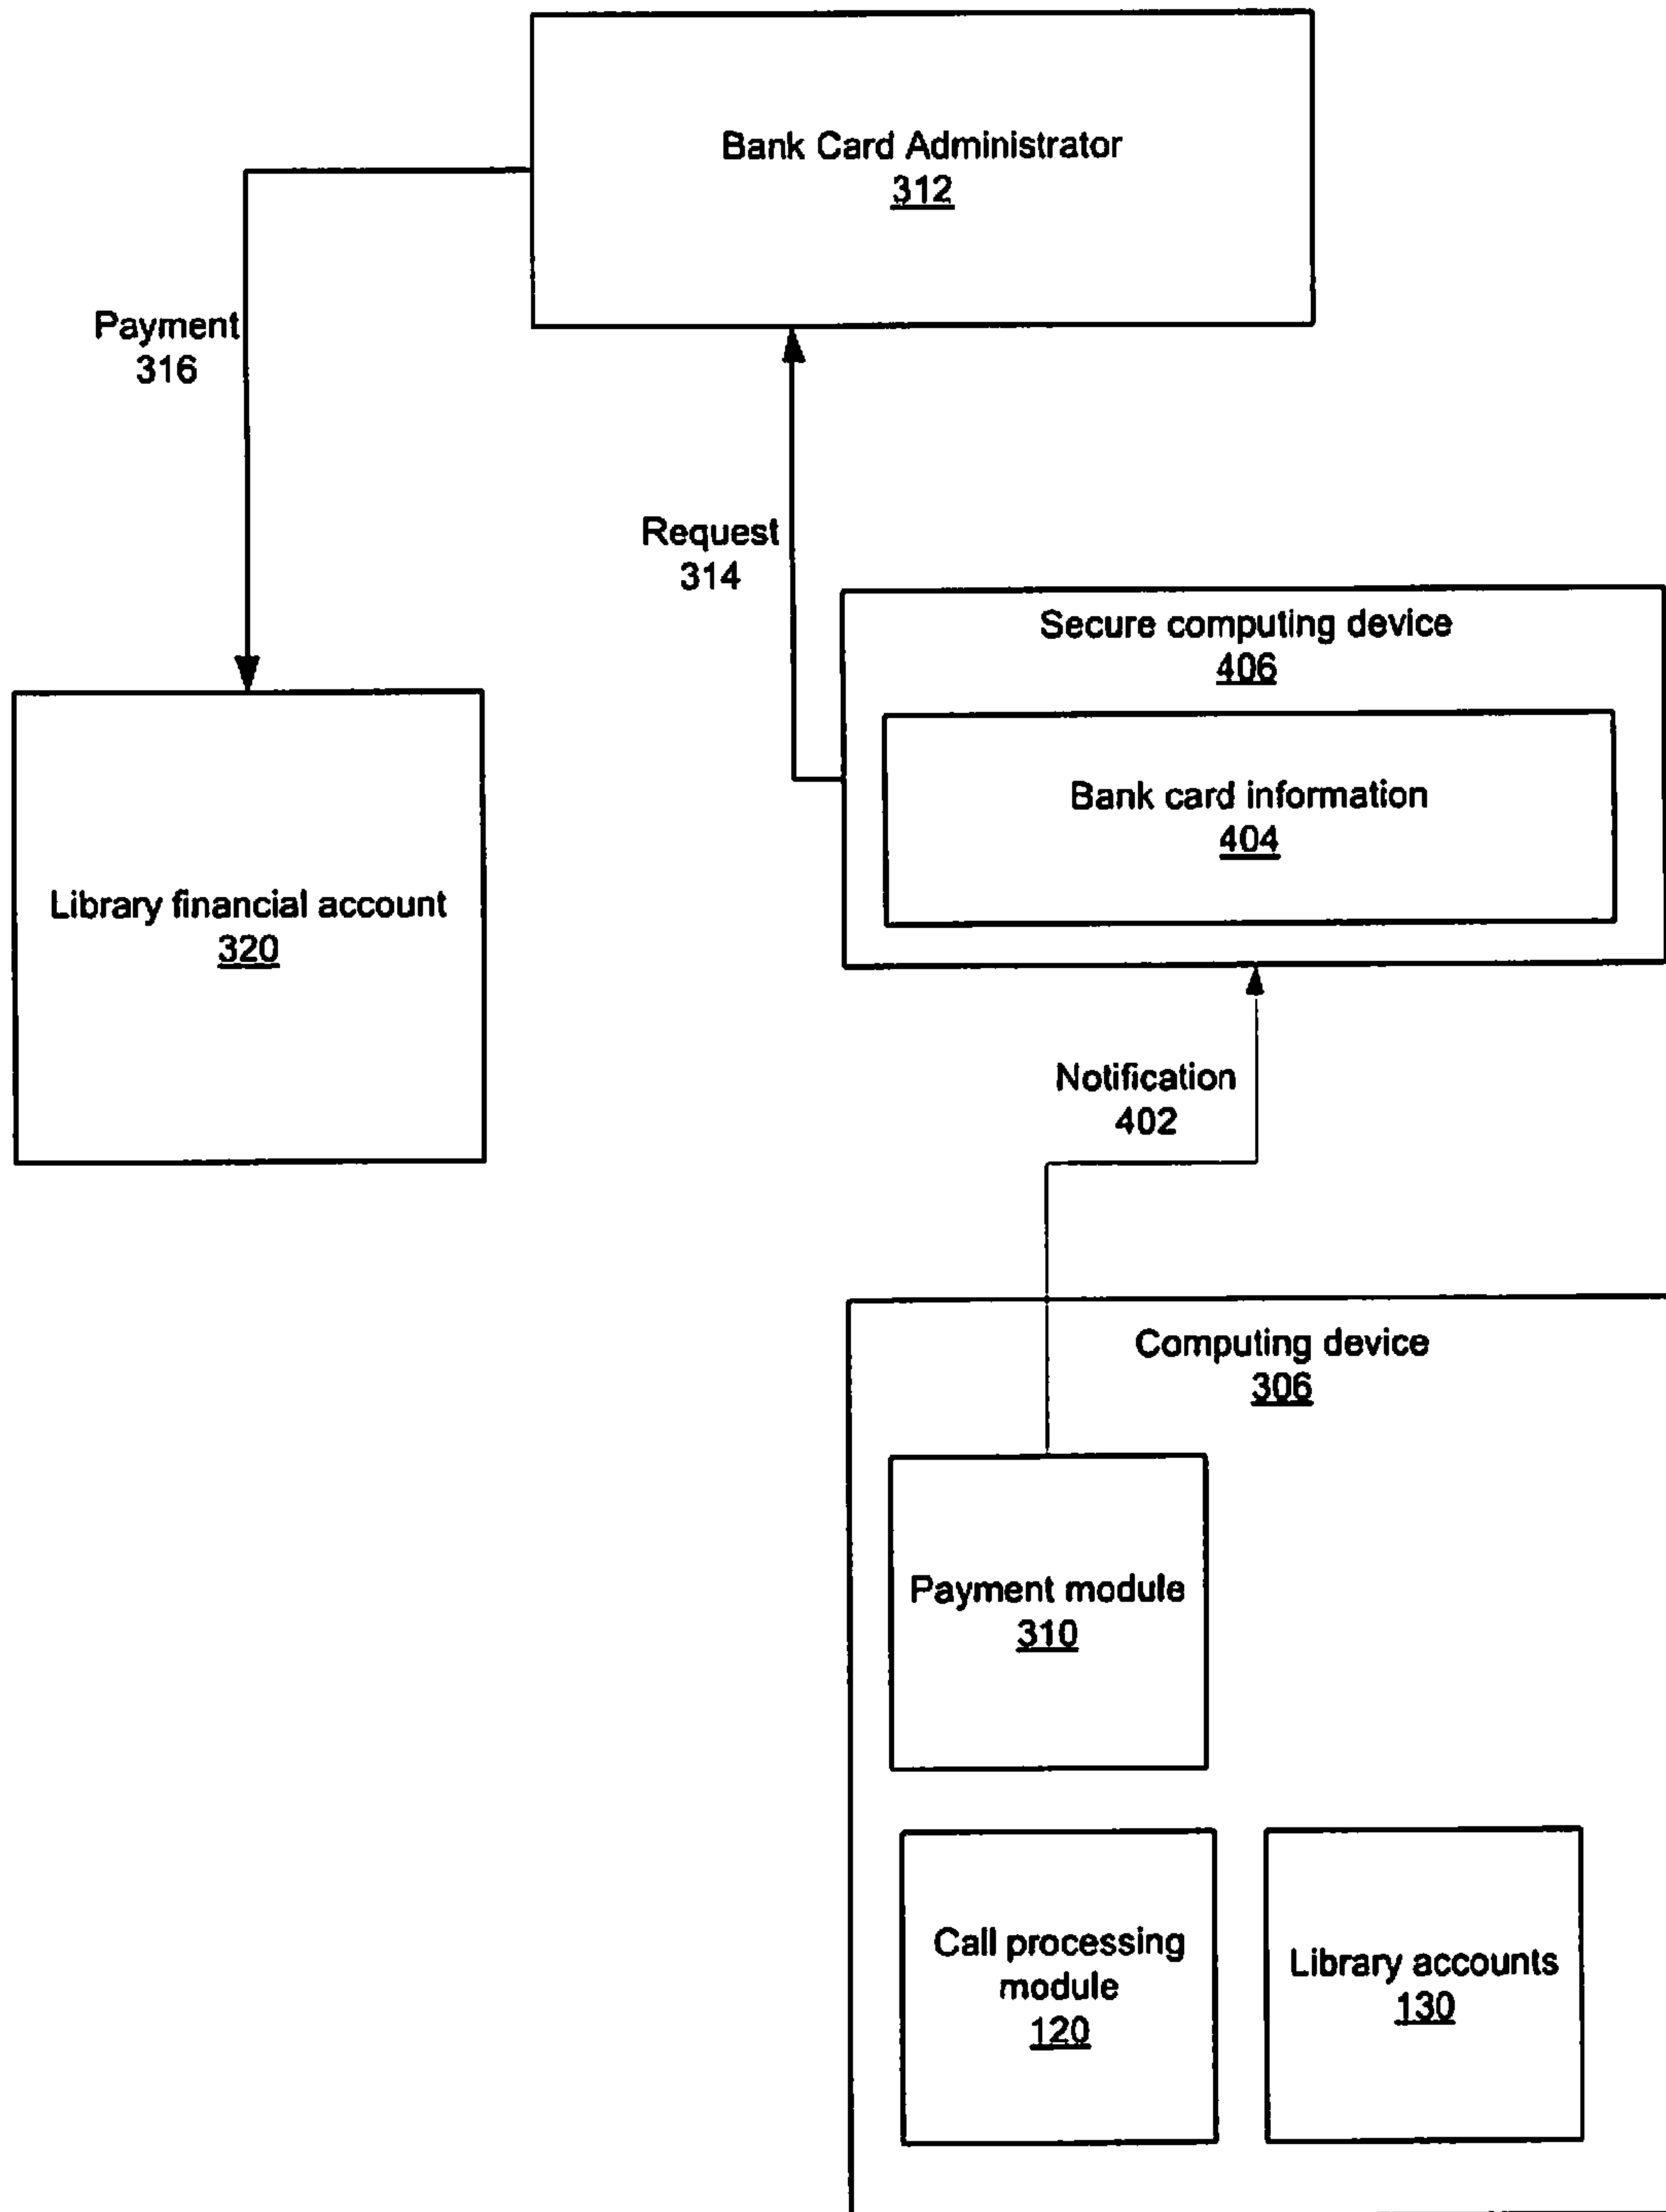 Bank Card Administrator
312
Payment
316
Request
314
Secure computing device
406
Bank card information
404
Library financial account
320
Notification
402
Computing device
306
Payment module
310
Call processing
module
120
Library accounts
130